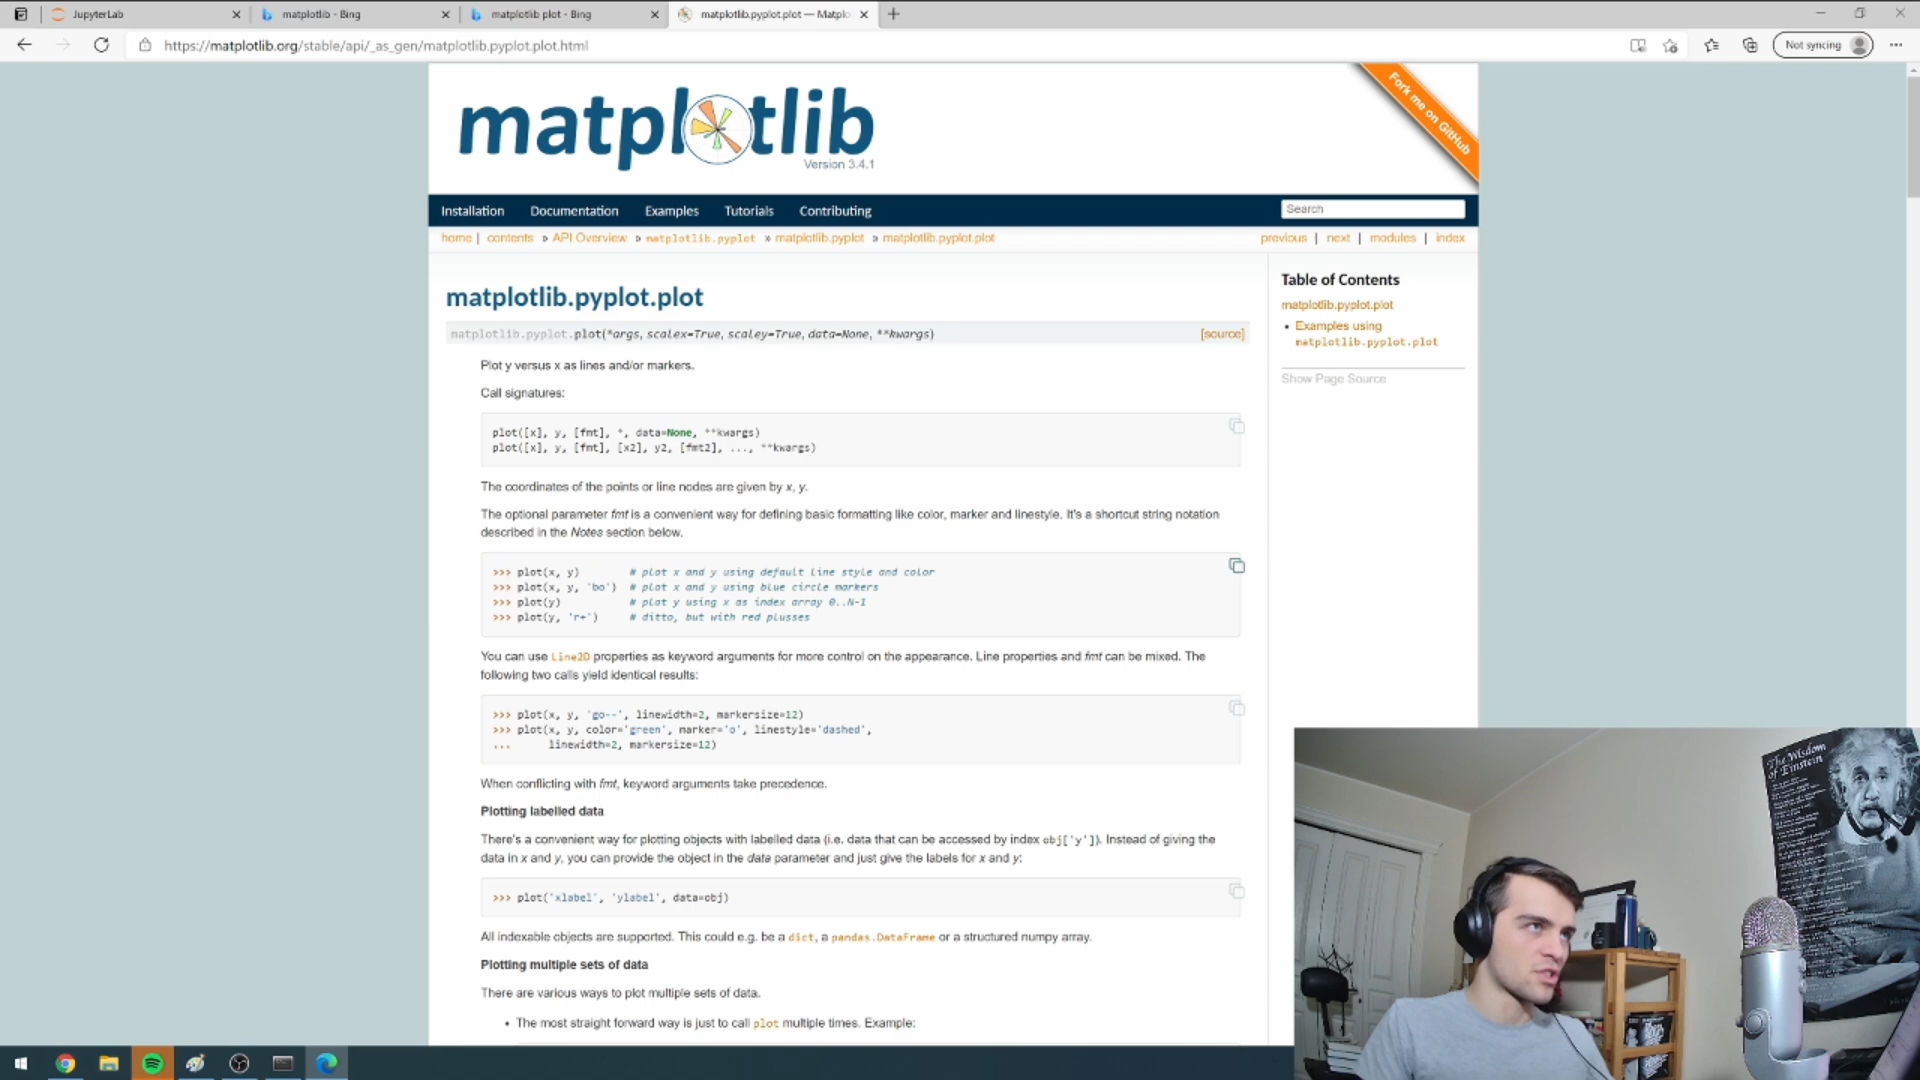 JupyterLab
matplotlib - Bing
matplotlib plot - Bing
matplotlib.pyplot.plot — Matplo
https://matplotlib.org/stable/api/_as_gen/matplotlib.pyplot.plot.html
Not syncing
Fork me on GitHub
matplotlib
Version 3.4.1
Installation Documentation Examples Tutorials Contributing
Search
home | contents » API Overview » matplotlib.pyplot » matplotlib.pyplot » matplotlib.pyplot.plot
previous | next | modules | index
matplotlib.pyplot.plot
matplotlib.pyplot.plot(*args, scalex=True, scaley=True, data=None, **kwargs) [source]
Plot y versus x as lines and/or markers.
Call signatures:
plot([x], y, [fmt], *, data=None, **kwargs)
plot([x], y, [fmt], [x2], y2, [fmt2], ..., **kwargs)
The coordinates of the points or line nodes are given by x, y.
The optional parameter fmt is a convenient way for defining basic formatting like color, marker and linestyle. It's a shortcut string notation
described in the Notes section below.
>>> plot(x, y) # plot x and y using default line style and color
>>> plot(x, y, 'bo') # plot x and y using blue circle markers
>>> plot(y) # plot y using x as index array 0..N-1
>>> plot(y, 'r+') # ditto, but with red plusses
You can use Line2D properties as keyword arguments for more control on the appearance. Line properties and fmt can be mixed. The
following two calls yield identical results:
>>> plot(x, y, 'go--', linewidth=2, markersize=12)
>>> plot(x, y, color='green', marker='o', linestyle='dashed',
... linewidth=2, markersize=12)
When conflicting with fmt, keyword arguments take precedence.
Plotting labelled data
There's a convenient way for plotting objects with labelled data (i.e. data that can be accessed by index obj['y']). Instead of giving the
data in x and y, you can provide the object in the data parameter and just give the labels for x and y:
>>> plot('xlabel', 'ylabel', data=obj)
All indexable objects are supported. This could e.g. be a dict, a pandas.DataFrame or a structured numpy array.
Plotting multiple sets of data
There are various ways to plot multiple sets of data.
• The most straight forward way is just to call plot multiple times. Example:
Table of Contents
matplotlib.pyplot.plot
• Examples using
matplotlib.pyplot.plot
Show Page Source
The Wisdom
of Einstein